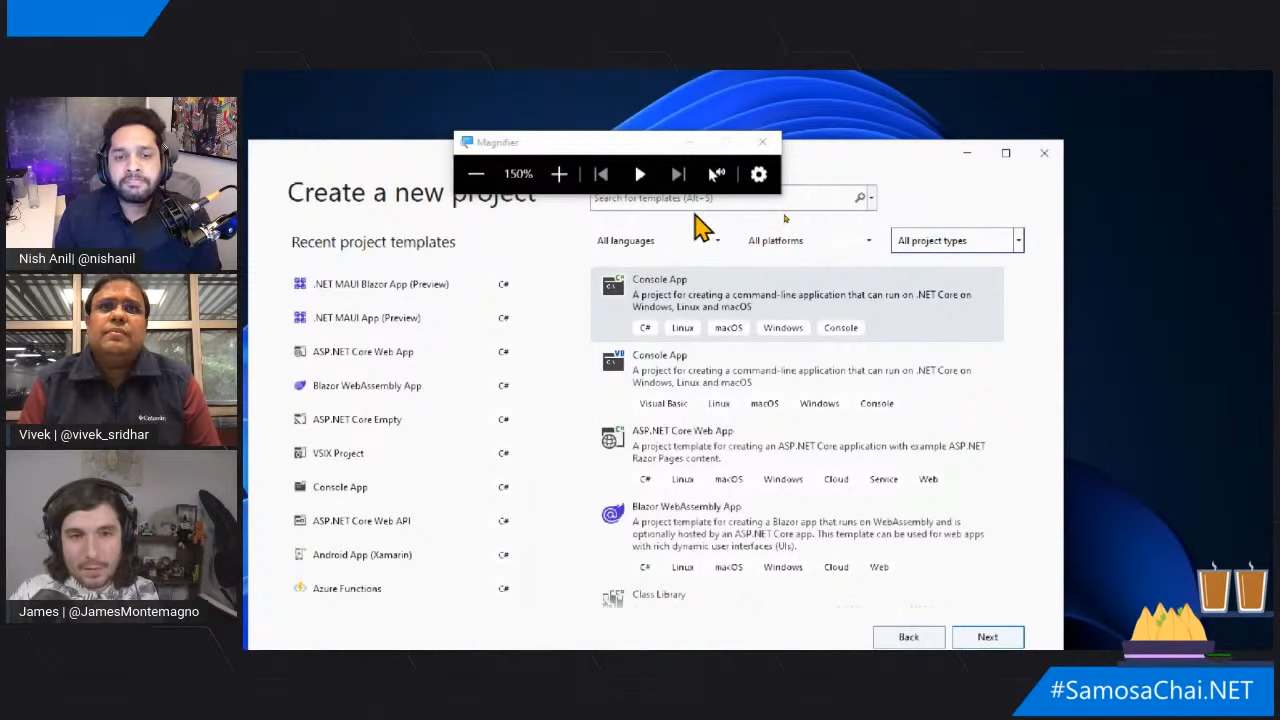 Nish Anil| @nishanil
Vivek | @vivek_sridhar
James | @JamesMontemagno
Magnifier
150%
Create a new project
Search for templates (Alt+S)
All languages
All platforms
All project types
Recent project templates
.NET MAUI Blazor App (Preview) C#
.NET MAUI App (Preview) C#
ASP.NET Core Web App C#
Blazor WebAssembly App C#
ASP.NET Core Empty C#
VSIX Project C#
Console App C#
ASP.NET Core Web API C#
Android App (Xamarin) C#
Azure Functions C#
Console App
A project for creating a command-line application that can run on .NET Core on
Windows, Linux and macOS
C# Linux macOS Windows Console
Console App
A project for creating a command-line application that can run on .NET Core on
Windows, Linux and macOS
Visual Basic Linux macOS Windows Console
ASP.NET Core Web App
A project template for creating an ASP.NET Core application with example ASP.NET
Razor Pages content.
C# Linux macOS Windows Cloud Service Web
Blazor WebAssembly App
A project template for creating a Blazor app that runs on WebAssembly and is
optionally hosted by an ASP.NET Core app. This template can be used for web apps
with rich dynamic user interfaces (UIs).
C# Linux macOS Windows Cloud Web
Class Library
Back
Next
#SamosaChai.NET